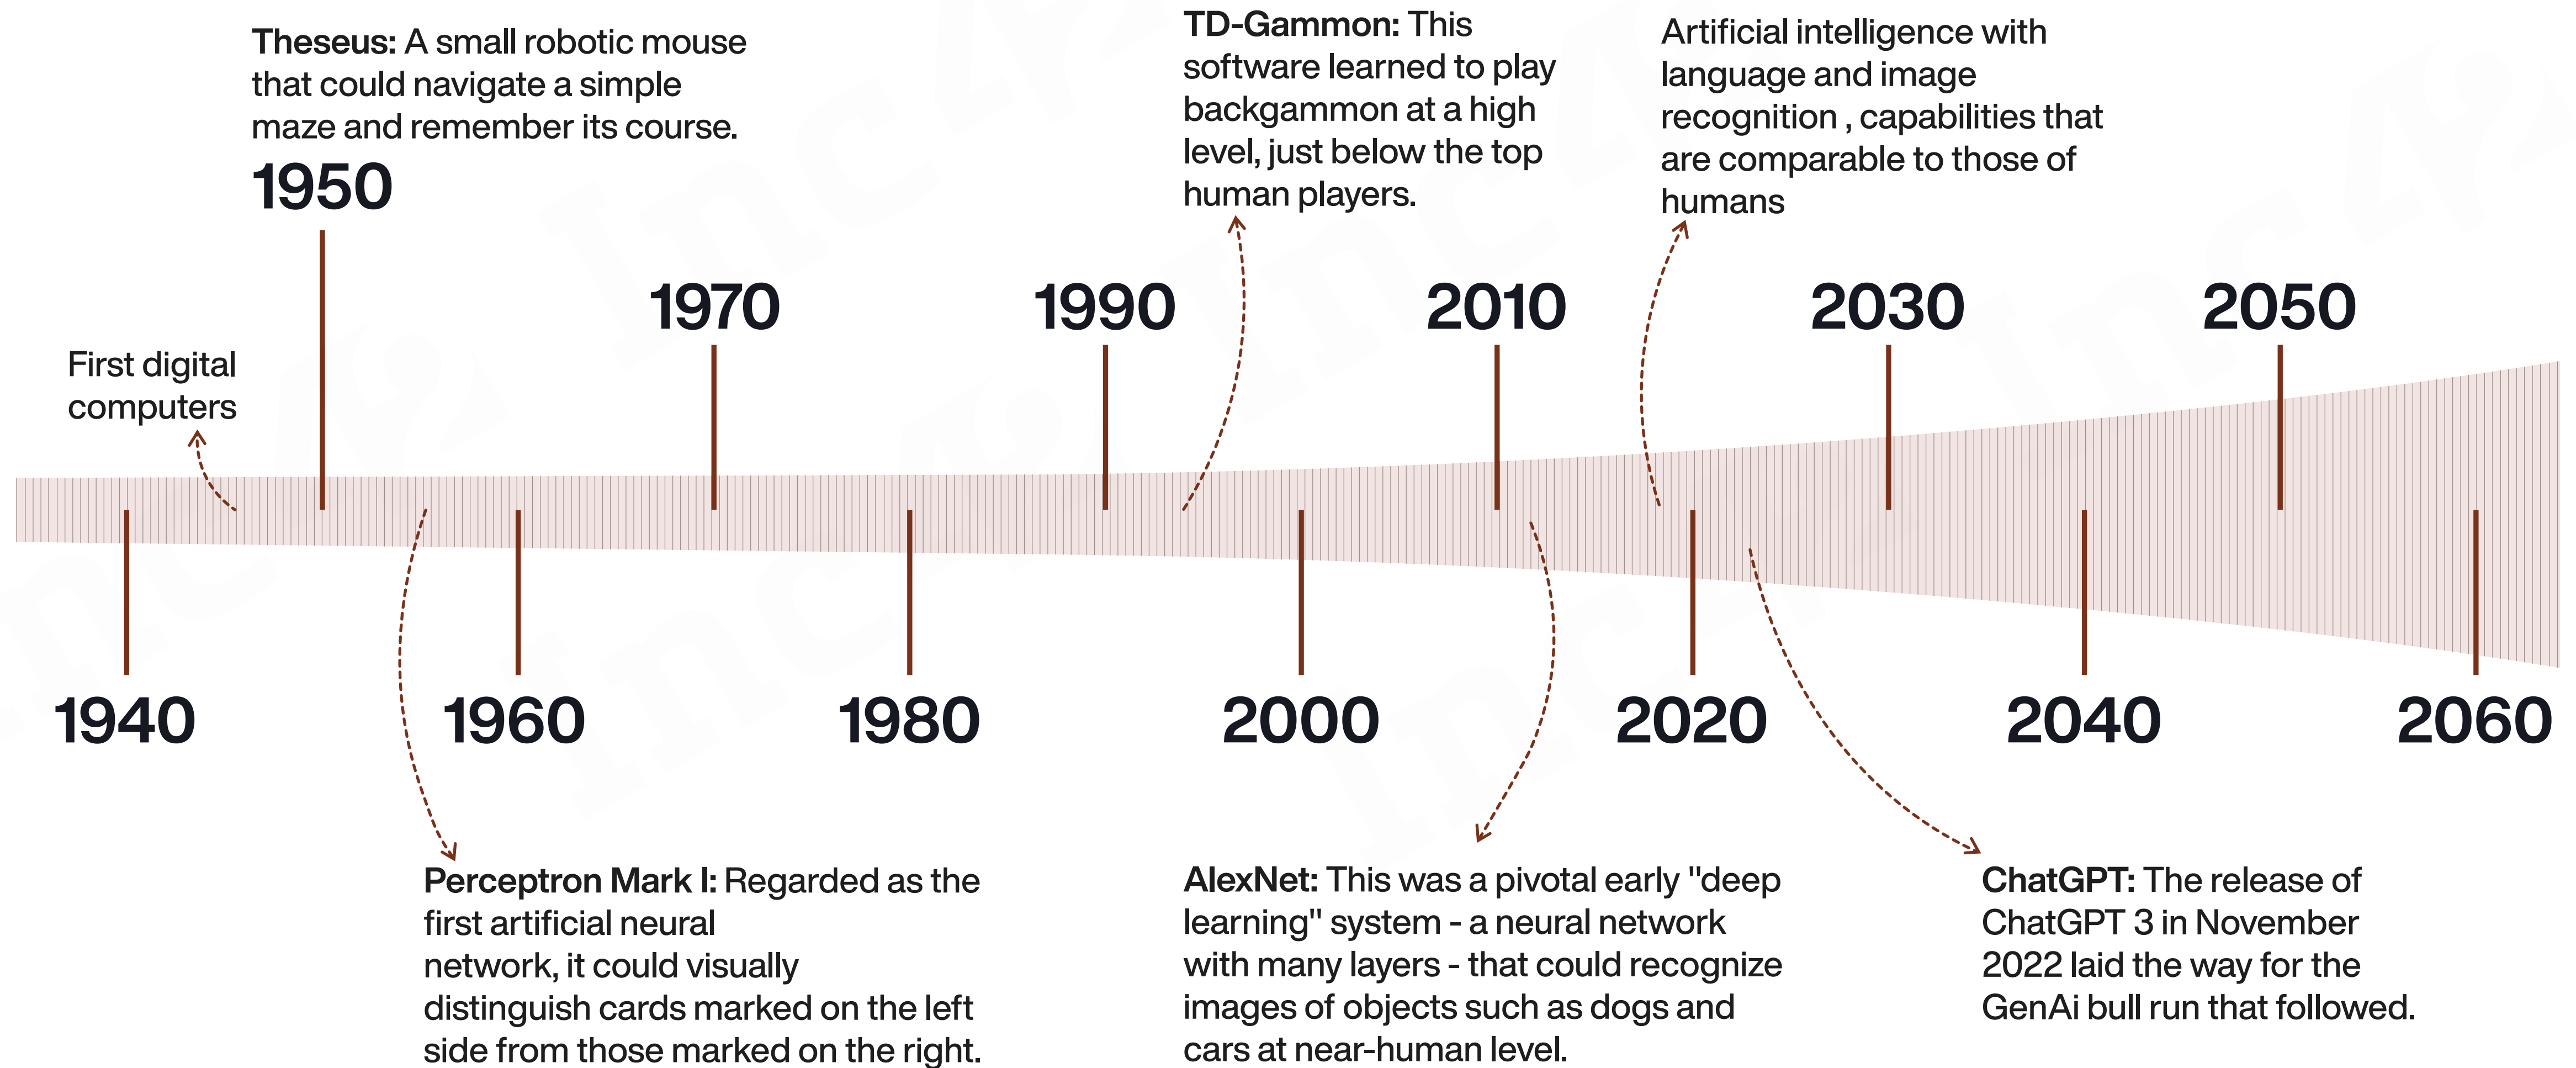 Theseus: A small robotic mouse
that could navigate a simple
maze and remember its course.
1950
TD-Gammon: This
software learned to play
backgammon at a high
level, just below the top
human players.
Artificial intelligence with
language and image
recognition , capabilities that
are comparable to those of
humans
First digital
computers
1970
1990
2010
2030
2050
1940
1960
1980
2000
2020
2040
2060
Perceptron Mark I: Regarded as the
first artificial neural
network, it could visually
distinguish cards marked on the left
side from those marked on the right.
AlexNet: This was a pivotal early "deep
learning" system - a neural network
with many layers - that could recognize
images of objects such as dogs and
cars at near-human level.
ChatGPT: The release of
ChatGPT 3 in November
2022 laid the way for the
GenAi bull run that followed.
Inc42
Inc42
Inc42
Inc42
Inc42
Inc42